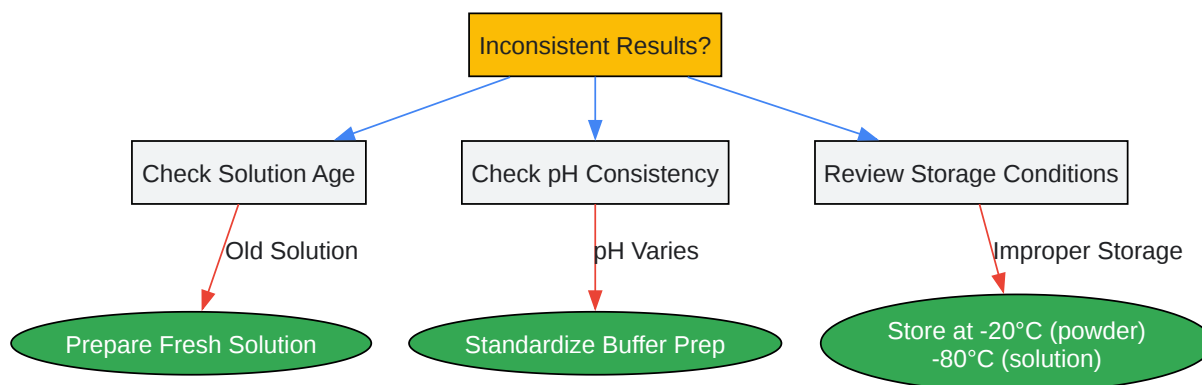 Inconsistent Results?
Check Solution Age
Check pH Consistency
Review Storage Conditions
Old Solution
pH Varies
Improper Storage
Prepare Fresh Solution
Standardize Buffer Prep
Store at -20°C (powder)
-80°C (solution)